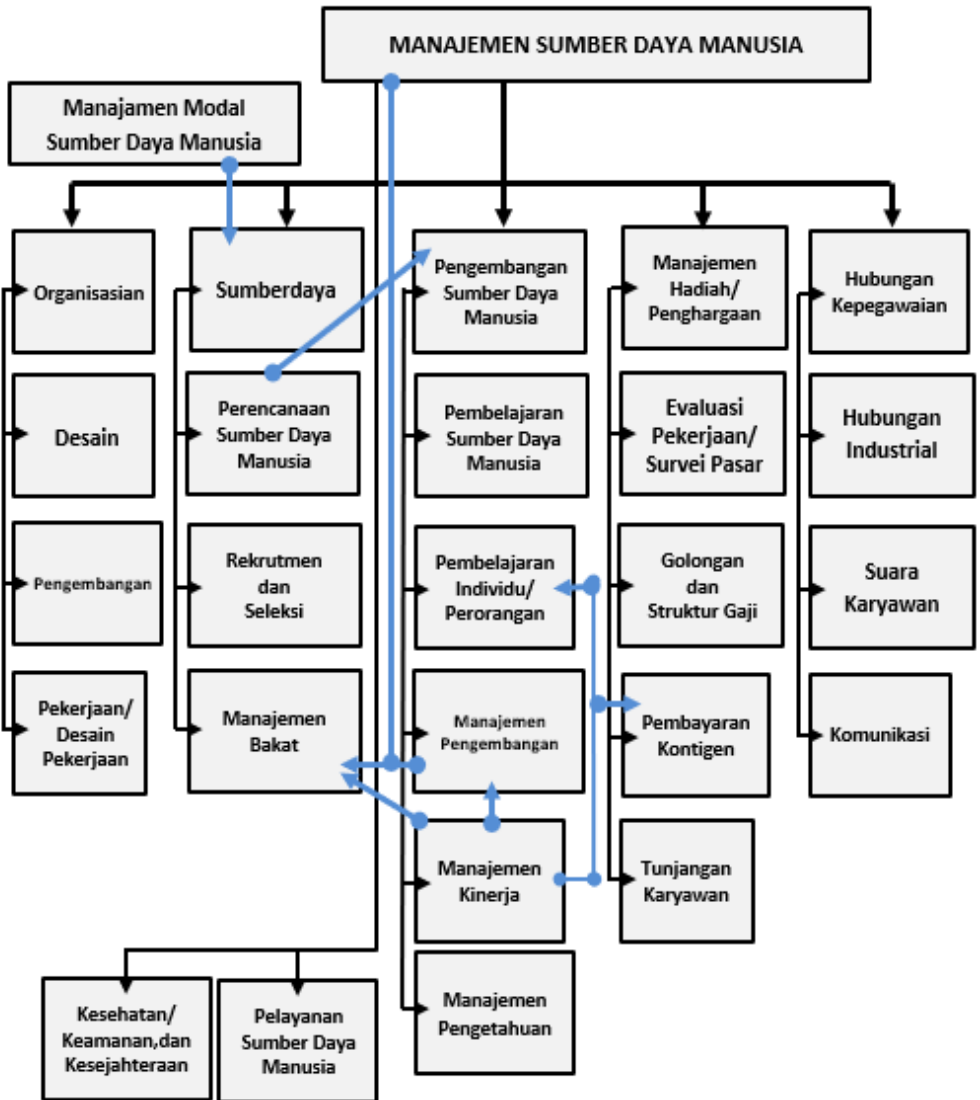 MANAJEMEN SUMBER DAYA MANUSIA
Manajamen Modal
Sumber Daya Manusia
Organisasian
Desain
Pengembangan
Pekerjaan/
Desain
Pekerjaan
Sumberdaya
Perencanaan
Sumber Daya
Manusia
Rekrutmen
dan
Seleksi
Manajemen
Bakat
Pengembangan
Sumber Daya
Manusia
Pembelajaran
Sumber Daya
Manusia
Pembelajaran
Individu/
Perorangan
Manajemen
Pengembangan
Manajemen
Kinerja
Manajemen
Pengetahuan
Manajemen
Hadiah/
Penghargaan
Evaluasi
Pekerjaan/
Survei Pasar
Golongan
dan
Struktur Gaji
Pembayaran
Kontigen
Tunjangan
Karyawan
Hubungan
Kepegawaian
Hubungan
Industrial
Suara
Karyawan
Komunikasi
Kesehatan/
Keamanan,dan
Kesejahteraan
Pelayanan
Sumber Daya
Manusia